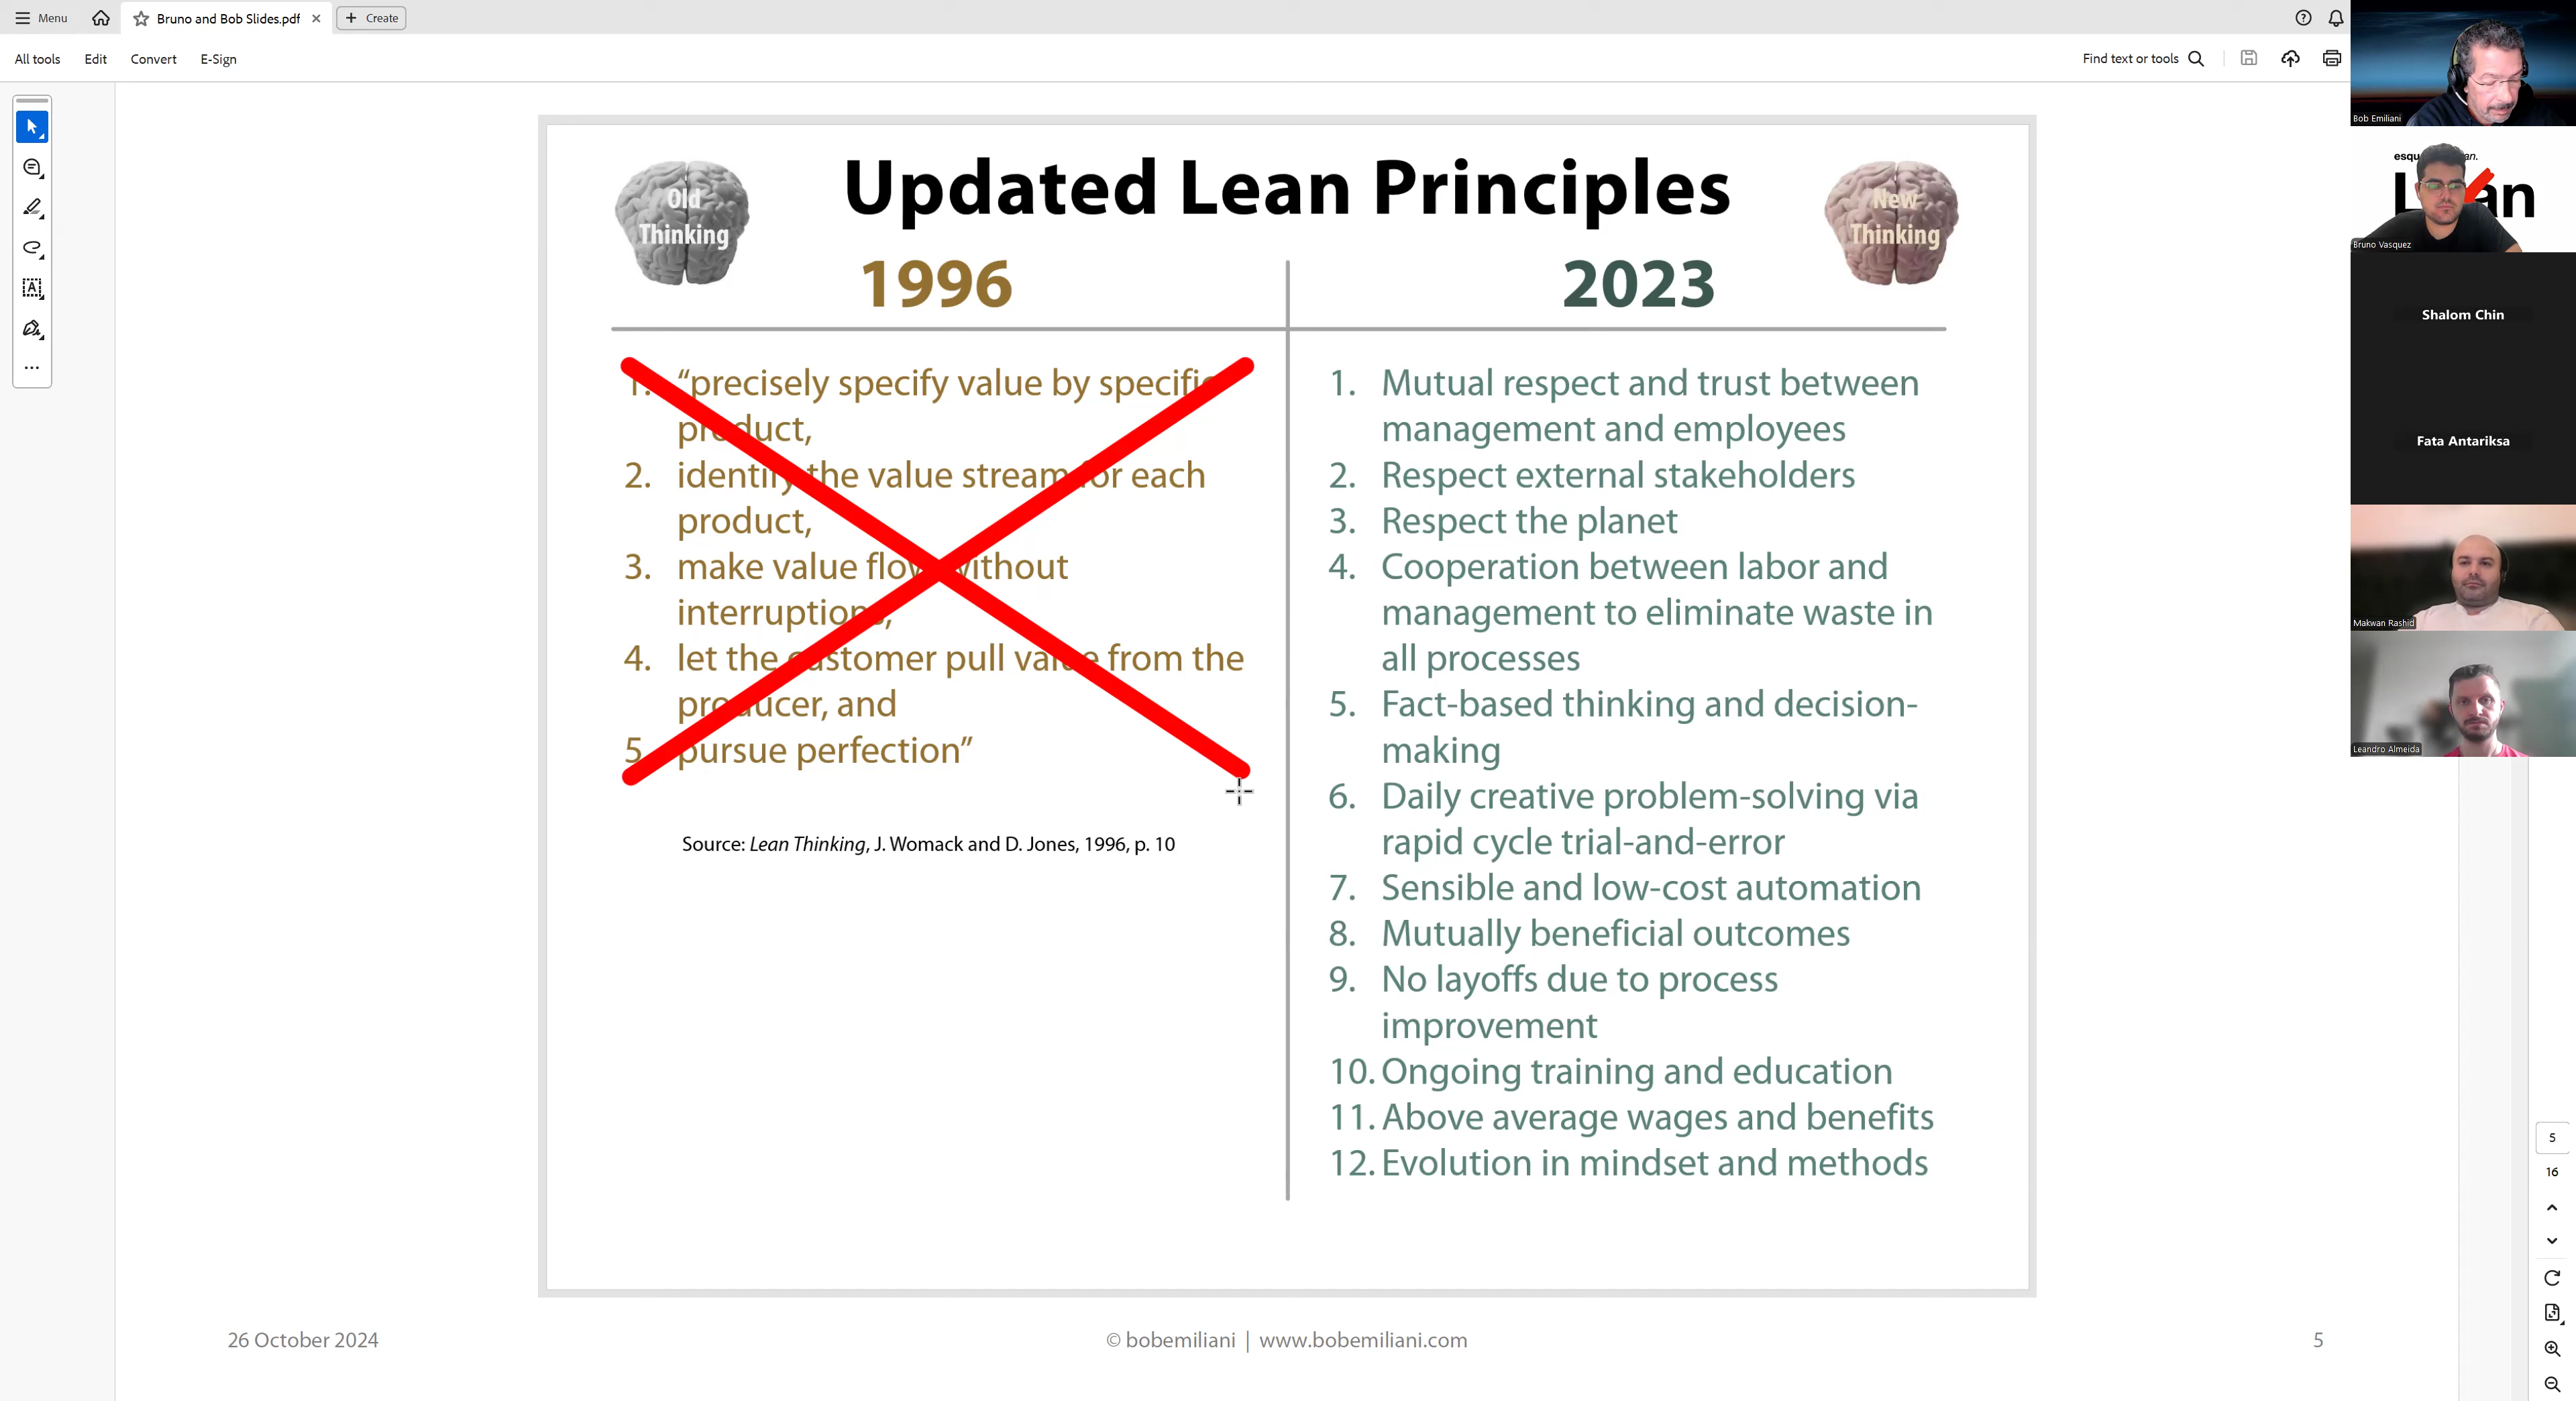 Menu
Bruno and Bob Slides.pdf
Create
All tools
Edit
Convert
E-Sign
Find text or tools
Old
Thinking
Updated Lean Principles
New
Thinking
1996
2023
1. “precisely specify value by specific
product,
2. identify the value stream for each
product,
3. make value flow without
interruptions,
4. let the customer pull value from the
producer, and
5. pursue perfection”
Source: Lean Thinking, J. Womack and D. Jones, 1996, p. 10
1. Mutual respect and trust between
management and employees
2. Respect external stakeholders
3. Respect the planet
4. Cooperation between labor and
management to eliminate waste in
all processes
5. Fact-based thinking and decision-
making
6. Daily creative problem-solving via
rapid cycle trial-and-error
7. Sensible and low-cost automation
8. Mutually beneficial outcomes
9. No layoffs due to process
improvement
10. Ongoing training and education
11. Above average wages and benefits
12. Evolution in mindset and methods
26 October 2024
© bobemiliani | www.bobemiliani.com
5
Bob Emiliani
Bruno Vasquez
Shalom Chin
Fata Antariksa
Makwan Rashid
Leandro Almeida
5
16